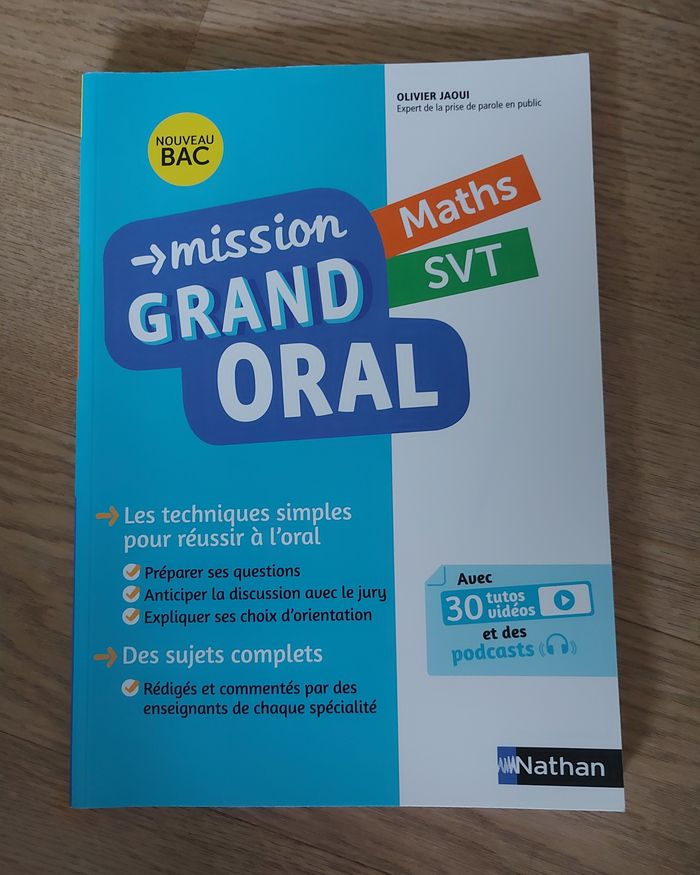 OLIVIER JAOUI
Expert de la prise de parole en public
NOUVEAU
BAC
mission
GRAND
ORAL
Maths
SVT
Les techniques simples
pour réussir à l'oral
Préparer ses questions
Anticiper la discussion avec le jury
Expliquer ses choix d'orientation
Des sujets complets
Rédigés et commentés par des
enseignants de chaque spécialité
Avec
30 tutos
vidéos
et des
podcasts
Nathan